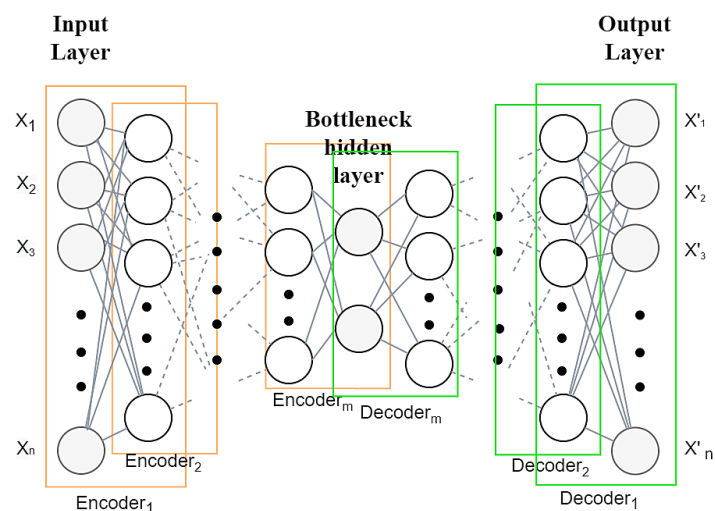 Input
Layer
Output
Layer
Bottleneck
hidden
layer
X1
X2
X3
Xn
X'1
X'2
X'3
X'n
Encoderm
Decoderm
Encoder2
Decoder2
Encoder1
Decoder1